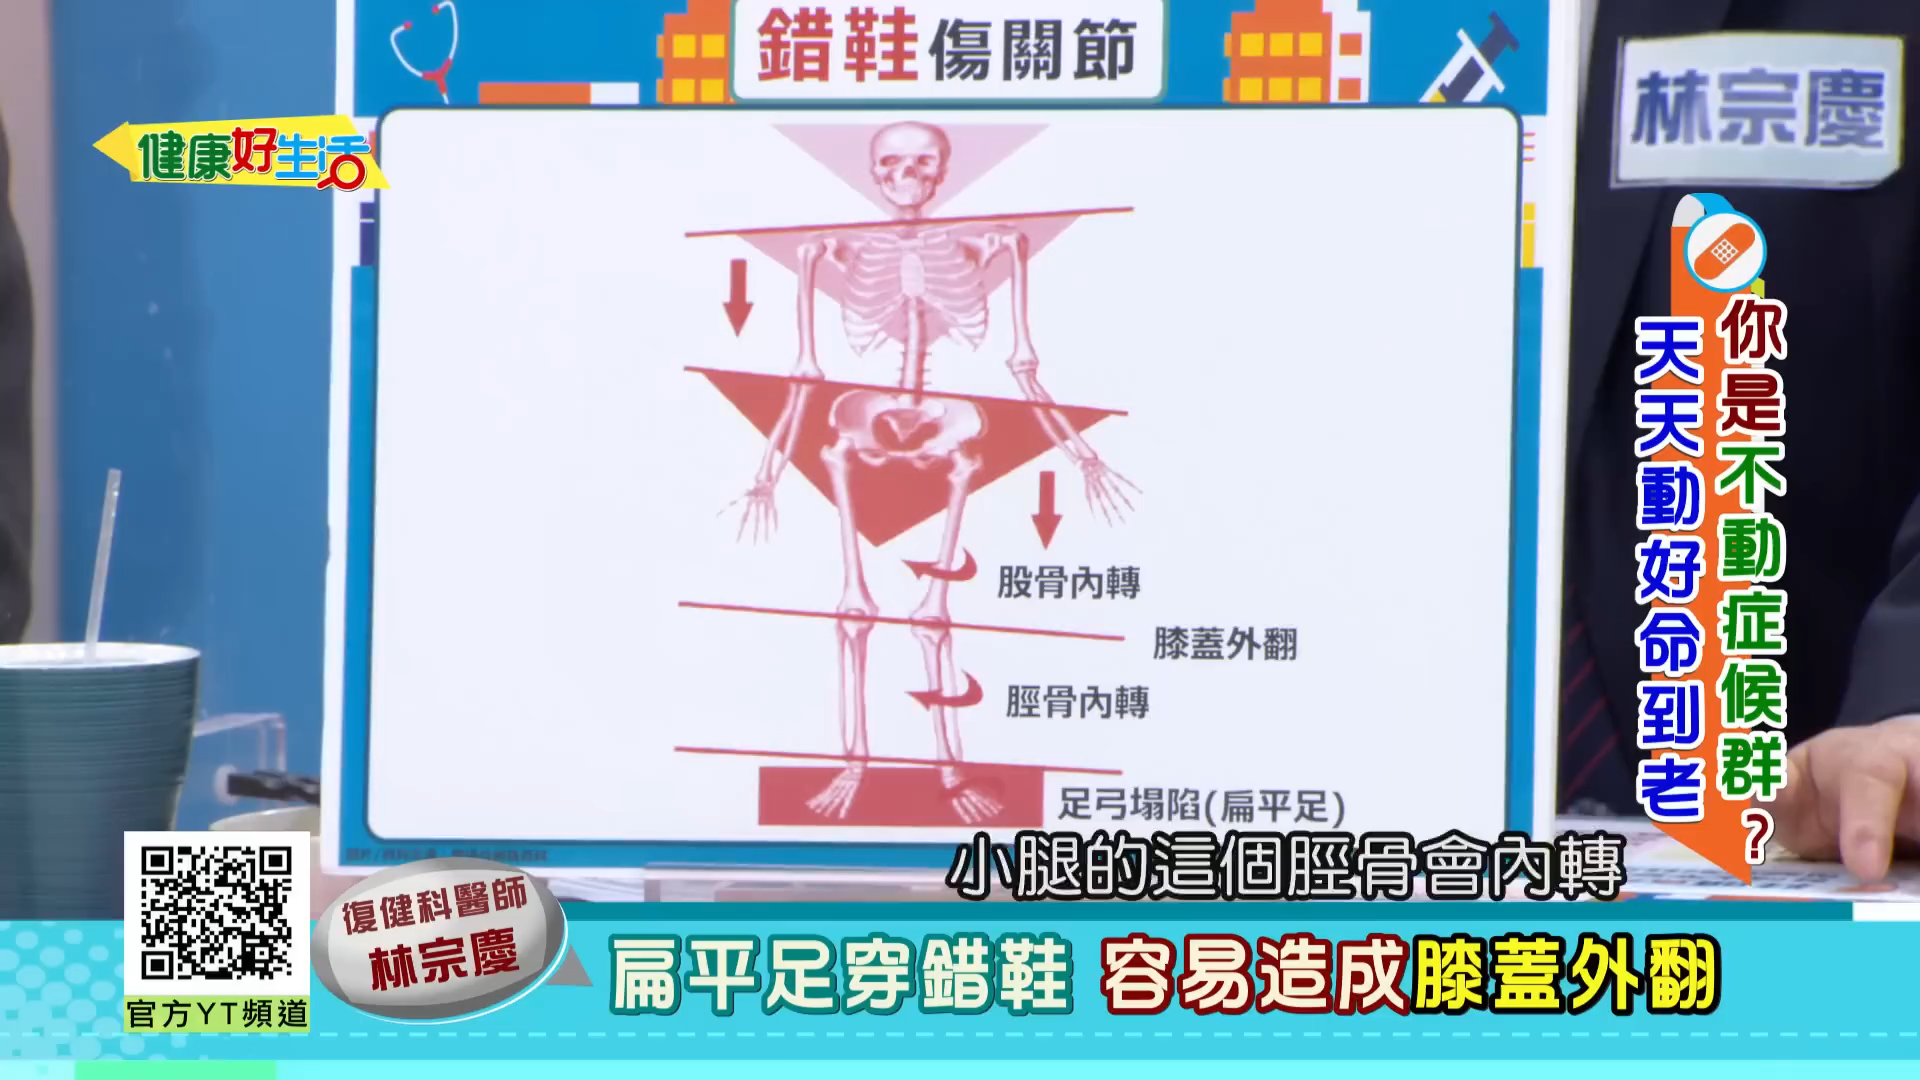 錯鞋傷關節
健康好生活
林宗慶
你是不動症候群？
天天動好命到老
股骨內轉
膝蓋外翻
脛骨內轉
足弓塌陷(扁平足)
小腿的這個脛骨會內轉
復健科醫師
林宗慶
扁平足穿錯鞋 容易造成膝蓋外翻
官方YT頻道